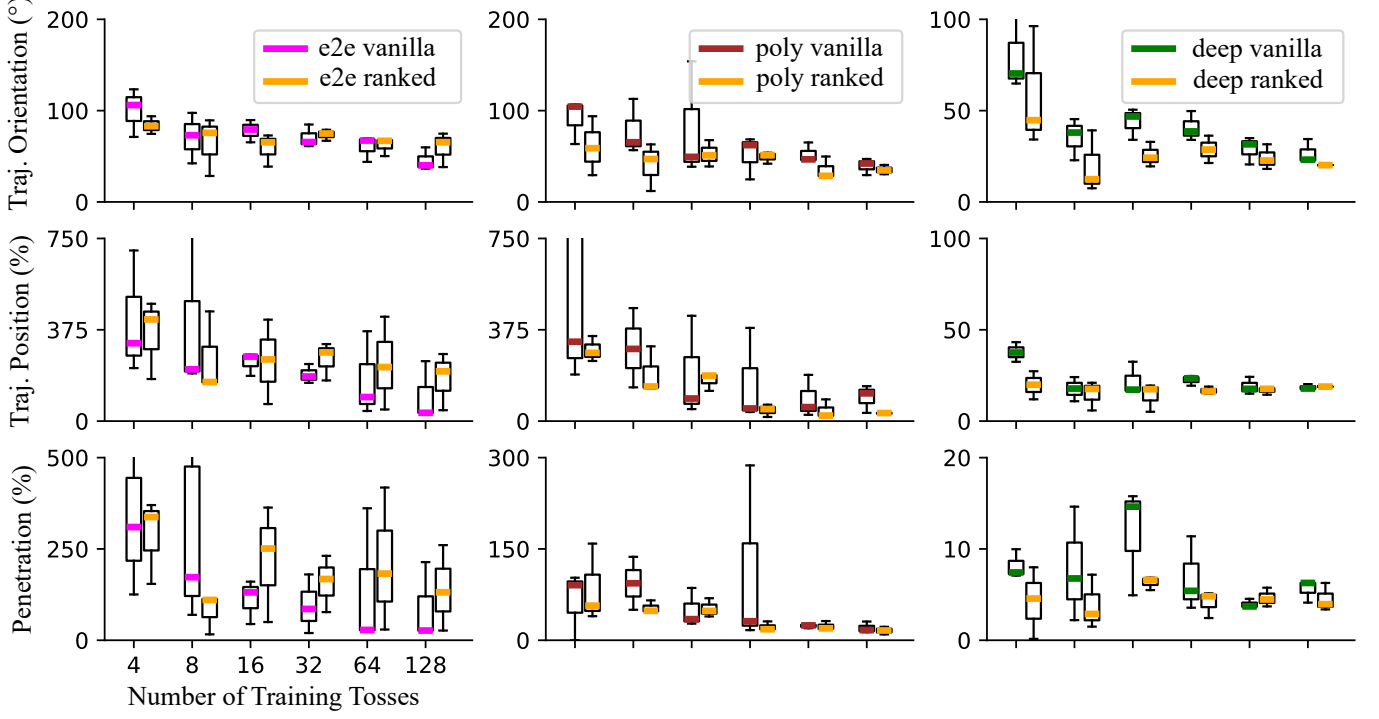 Traj. Orientation (°)
200
100
0
e2e vanilla
e2e ranked
200
100
0
poly vanilla
poly ranked
100
50
0
deep vanilla
deep ranked
Traj. Position (%)
750
375
0
750
375
0
100
50
0
Penetration (%)
500
250
0
300
150
0
20
10
0
4 8 16 32 64 128
Number of Training Tosses